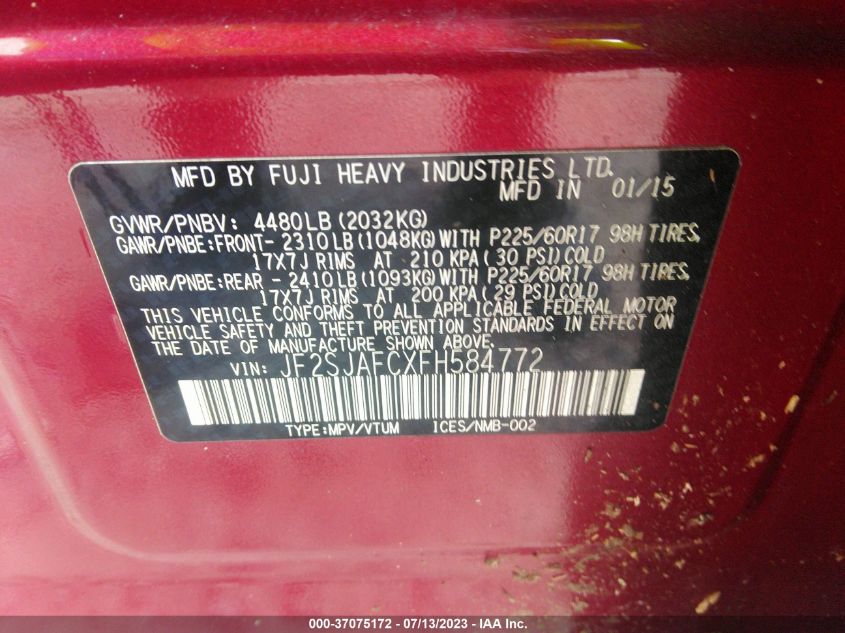 MFD BY FUJI HEAVY INDUSTRIES LTD.
MFD IN 01/15
GVWR/PNBV: 4480LB(2032KG)
GAWR/PNBE:FRONT- 2310LB(1048KG)WITH P225/60R17 98H TIRES,
17X7J RIMS AT 210 KPA(30 PSI)COLD
GAWR/PNBE:REAR - 2410LB(1093KG)WITH P225/60R17 98H TIRES,
17X7J RIMS AT 200 KPA(29 PSI)COLD
THIS VEHICLE CONFORMS TO ALL APPLICABLE FEDERAL MOTOR
VEHICLE SAFETY AND THEFT PREVENTION STANDARDS IN EFFECT ON
THE DATE OF MANUFACTURE SHOWN ABOVE.
VIN: JF2SJAFCXFH584772
TYPE:MPV/VTUM ICES/NMB-002
000-37075172 - 07/13/2023 - IAA Inc.